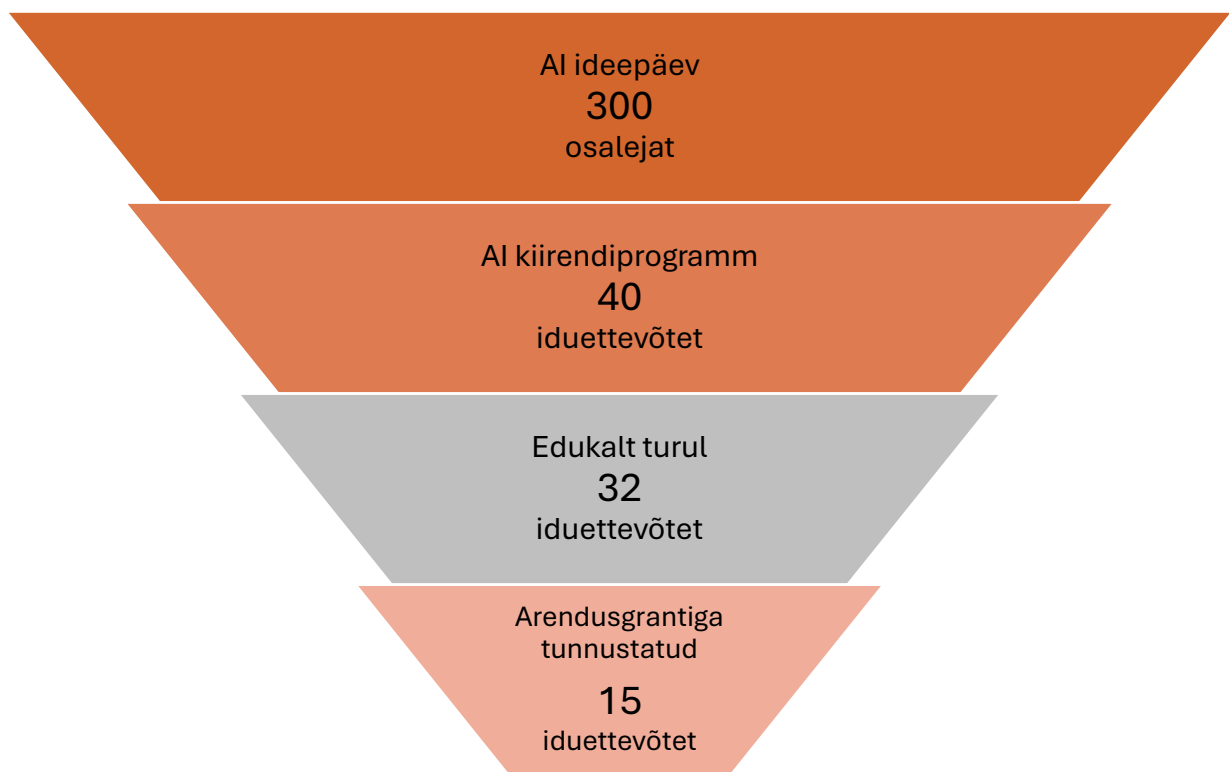 AI ideepäev
300
osalejat
AI kiirendiprogramm
40
iduettevõtet
Edukalt turul
32
iduettevõtet
Arendusgrantiga
tunnustatud
15
iduettevõtet